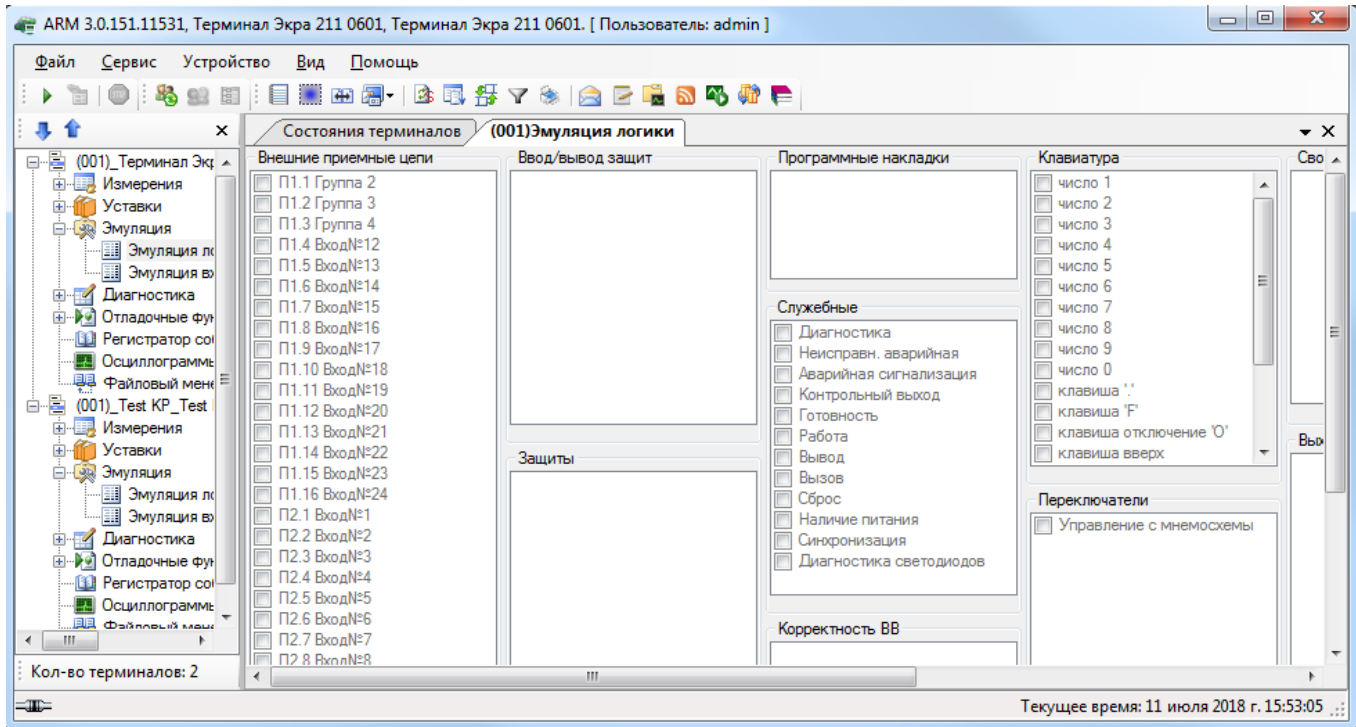 ARM 3.0.151.11531, Терминал Экра 211 0601, Терминал Экра 211 0601. [ Пользователь: admin ]
Файл Сервис Устройство Вид Помощь
Состояния терминалов (001)Эмуляция логики
(001)_Терминал Экр
Измерения
Уставки
Эмуляция
Эмуляция ло
Эмуляция вх
Диагностика
Отладочные фун
Регистратор соб
Осциллограммы
Файловый мене
(001)_Test KP_Test
Измерения
Уставки
Эмуляция
Эмуляция ло
Эмуляция вх
Диагностика
Отладочные фун
Регистратор соб
Осциллограммы
Файловый мене
Кол-во терминалов: 2
Внешние приемные цепи
П1.1 Группа 2
П1.2 Группа 3
П1.3 Группа 4
П1.4 Вход№12
П1.5 Вход№13
П1.6 Вход№14
П1.7 Вход№15
П1.8 Вход№16
П1.9 Вход№17
П1.10 Вход№18
П1.11 Вход№19
П1.12 Вход№20
П1.13 Вход№21
П1.14 Вход№22
П1.15 Вход№23
П1.16 Вход№24
П2.1 Вход№1
П2.2 Вход№2
П2.3 Вход№3
П2.4 Вход№4
П2.5 Вход№5
П2.6 Вход№6
П2.7 Вход№7
П2.8 Вход№8
Ввод/вывод защит
Защиты
Программные накладки
Служебные
Диагностика
Неисправн. аварийная
Аварийная сигнализация
Контрольный выход
Готовность
Работа
Вывод
Вызов
Сброс
Наличие питания
Синхронизация
Диагностика светодиодов
Корректность ВВ
Клавиатура
число 1
число 2
число 3
число 4
число 5
число 6
число 7
число 8
число 9
число 0
клавиша '.'
клавиша 'F'
клавиша отключение 'O'
клавиша вверх
Переключатели
Управление с мнемосхемы
Сво
Вых
Текущее время: 11 июля 2018 г. 15:53:05